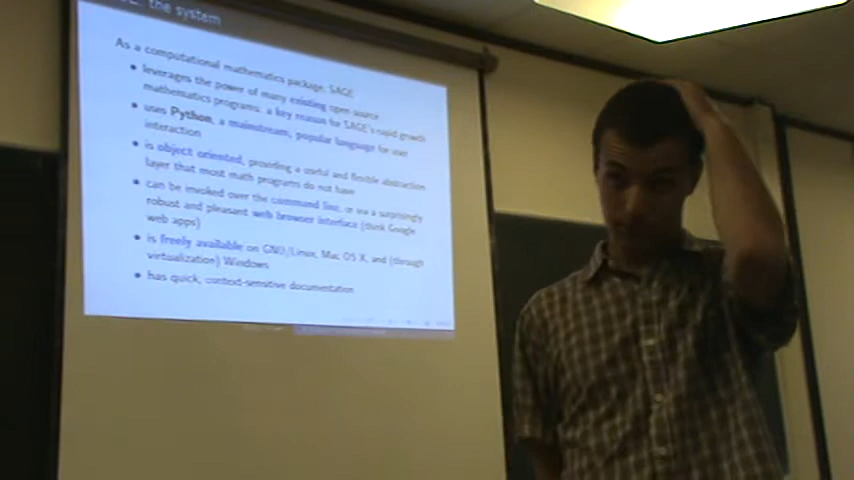 the system
As a computational mathematics package, SAGE
• leverages the power of many existing open source
mathematics programs: a key reason for SAGE's rapid growth
• uses Python, a mainstream, popular language for user
interaction
• is object oriented, providing a useful and flexible abstraction
layer that most math programs do not have
• can be invoked over the command line, or via a surprisingly
robust and pleasant web browser interface (think Google
web apps)
• is freely available on GNU/Linux, Mac OS X, and (through
virtualization) Windows
• has quick, context-sensitive documentation